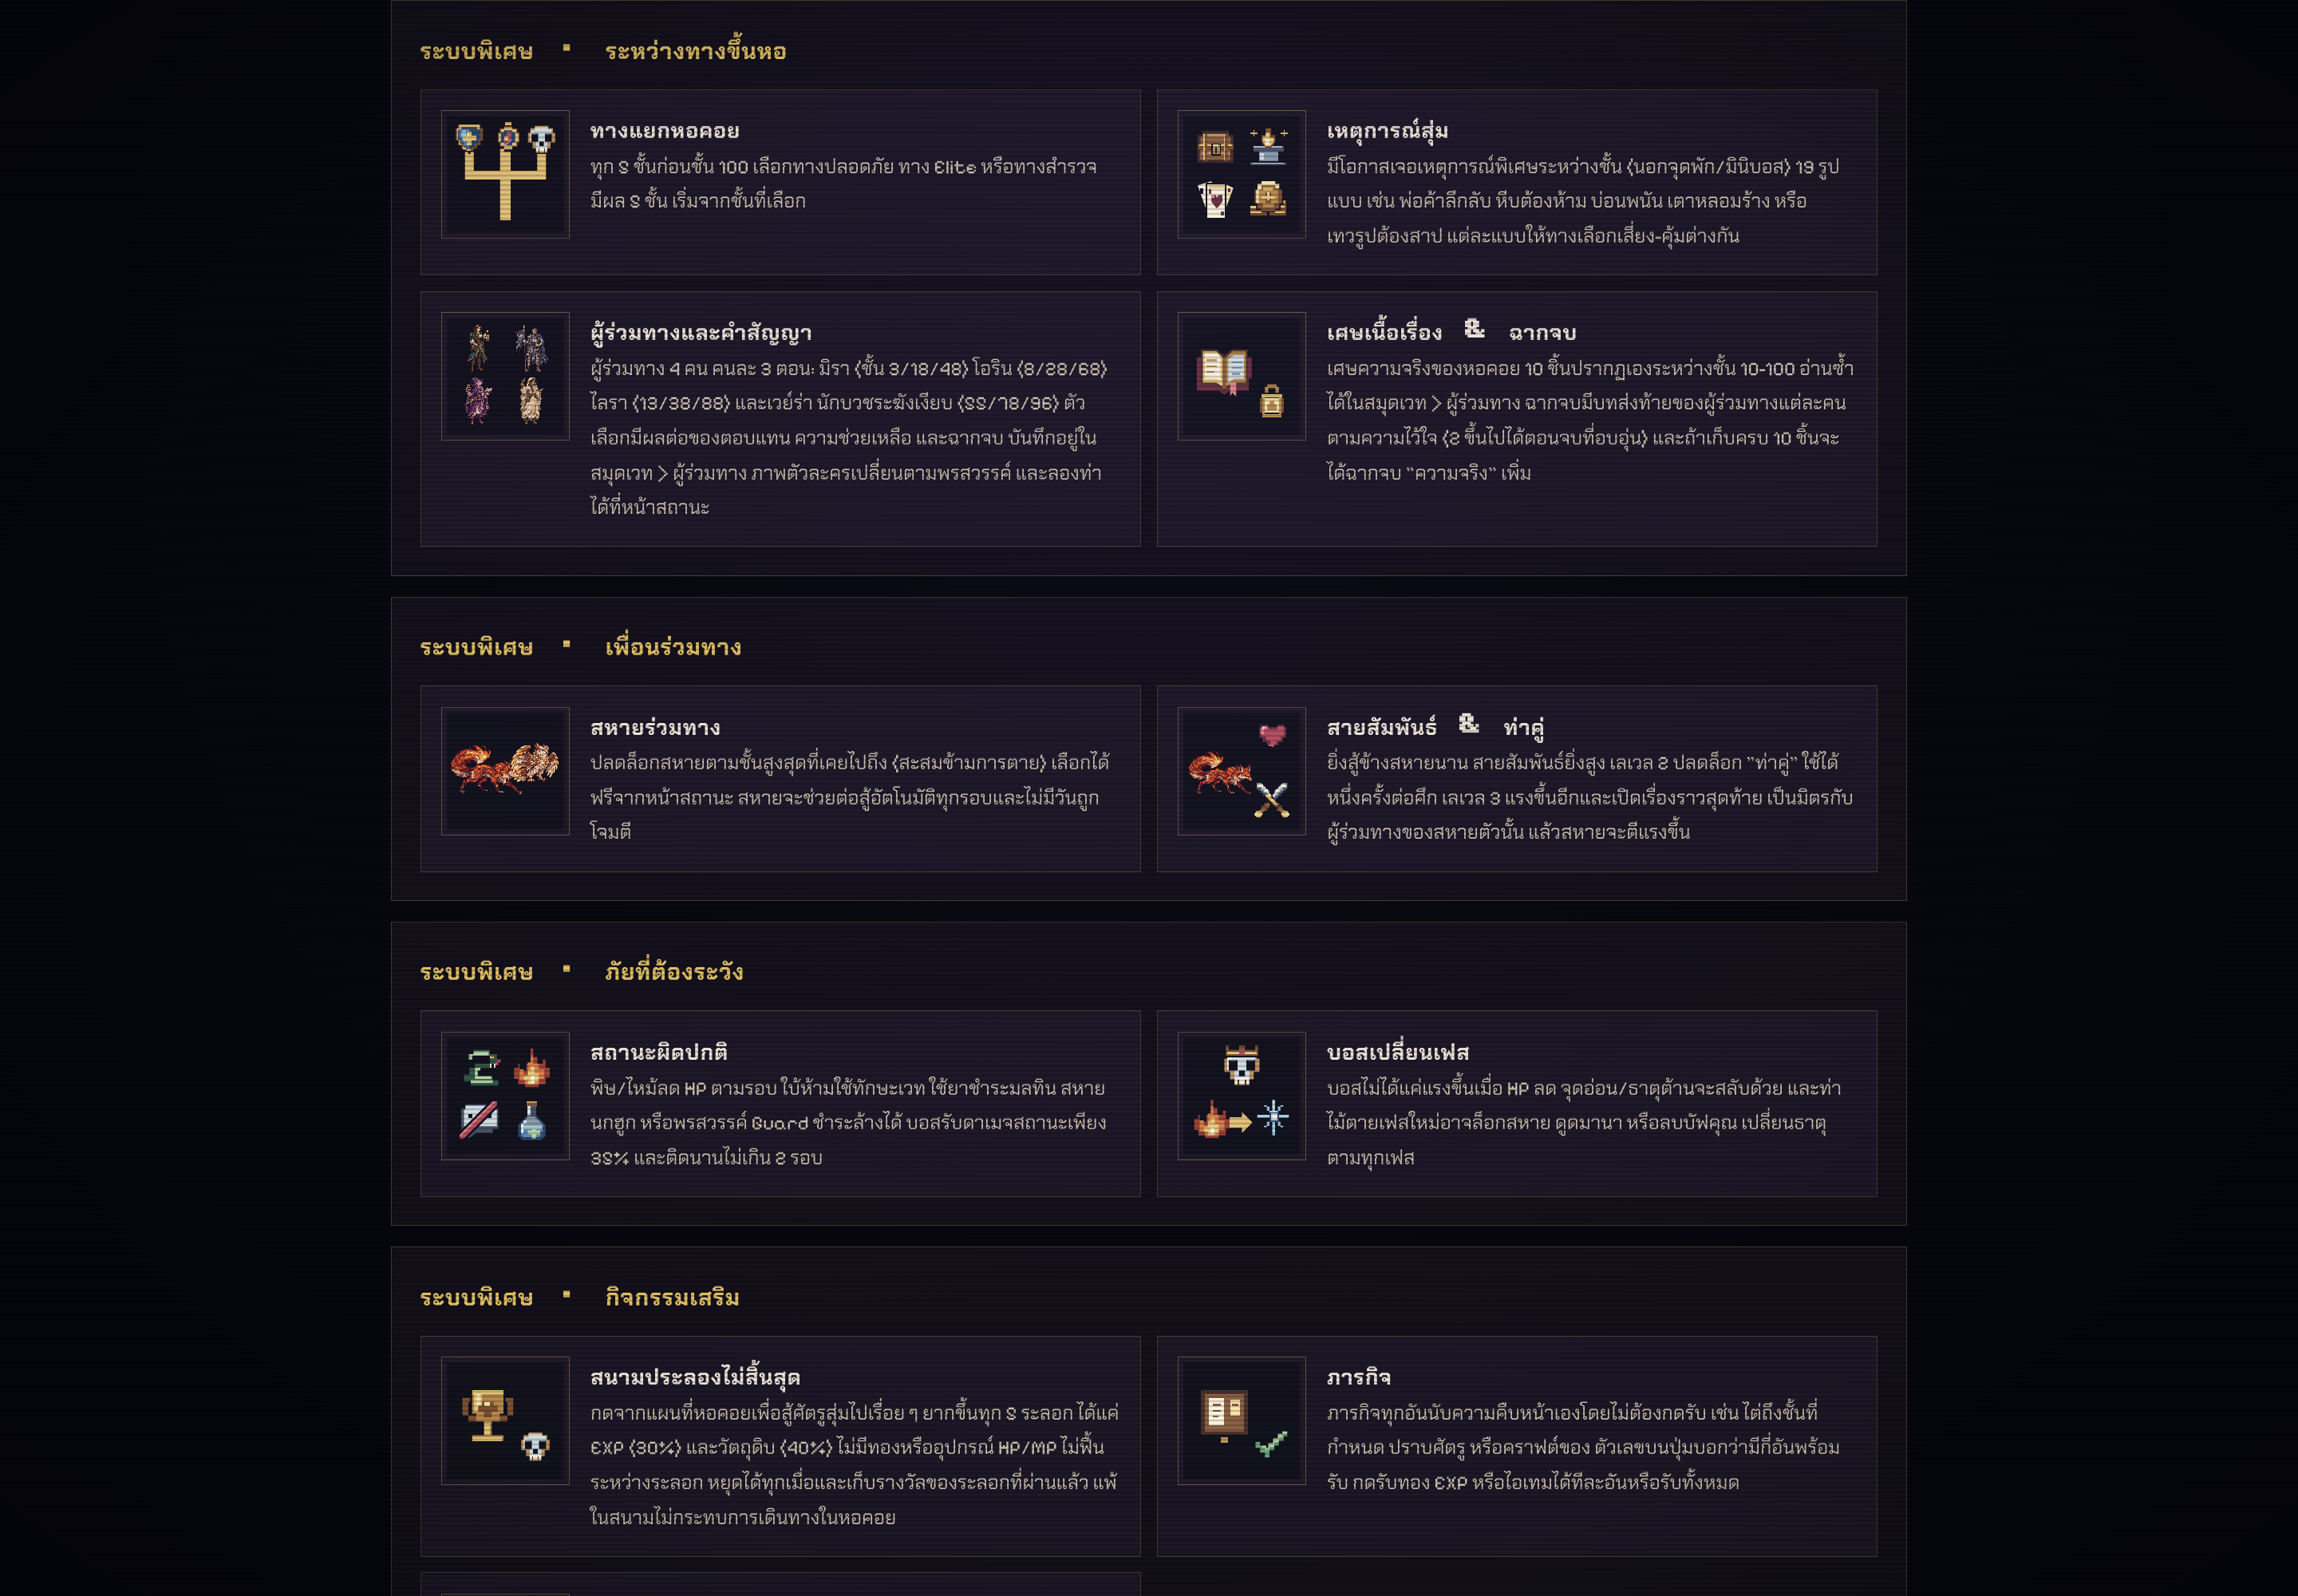 ระบบพิเศษ · ระหว่างทางขึ้นหอ
ทางแยกหอคอย
ทุก 5 ชั้นก่อนชั้น 100 เลือกทางปลอดภัย ทาง Elite หรือทางสำรวจ
มีผล 5 ชั้น เริ่มจากชั้นที่เลือก
เหตุการณ์สุ่ม
มีโอกาสเจอเหตุการณ์พิเศษระหว่างชั้น (นอกจุดพัก/มินิบอส) 19 รูป
แบบ เช่น พ่อค้าลึกลับ หีบต้องห้าม บ่อนพนัน เตาหลอมร้าง หรือ
เทวรูปต้องสาป แต่ละแบบให้ทางเลือกเสี่ยง-คุ้มต่างกัน
ผู้ร่วมทางและคำสัญญา
ผู้ร่วมทาง 4 คน คนละ 3 ตอน: มิรา (ชั้น 3/18/48) โอริน (8/28/68)
ไลรา (13/38/88) และเวย์ร่า นักบวชระฆังเงียบ (55/78/96) ตัว
เลือกมีผลต่อของตอบแทน ความช่วยเหลือ และฉากจบ บันทึกอยู่ใน
สมุดเวท > ผู้ร่วมทาง ภาพตัวละครเปลี่ยนตามพรสวรรค์ และลองท่า
ได้ที่หน้าสถานะ
เศษเนื้อเรื่อง & ฉากจบ
เศษความจริงของหอคอย 10 ชิ้นปรากฏเองระหว่างชั้น 10-100 อ่านซ้ำ
ได้ในสมุดเวท > ผู้ร่วมทาง ฉากจบมีบทส่งท้ายของผู้ร่วมทางแต่ละคน
ตามความไว้ใจ (2 ขึ้นไปได้ตอนจบที่อบอุ่น) และถ้าเก็บครบ 10 ชิ้นจะ
ได้ฉากจบ "ความจริง" เพิ่ม
ระบบพิเศษ · เพื่อนร่วมทาง
สหายร่วมทาง
ปลดล็อกสหายตามชั้นสูงสุดที่เคยไปถึง (สะสมข้ามการตาย) เลือกได้
ฟรีจากหน้าสถานะ สหายจะช่วยต่อสู้อัตโนมัติทุกรอบและไม่มีวันถูก
โจมตี
สายสัมพันธ์ & ท่าคู่
ยิ่งสู้ข้างสหายนาน สายสัมพันธ์ยิ่งสูง เลเวล 2 ปลดล็อก "ท่าคู่" ใช้ได้
หนึ่งครั้งต่อศึก เลเวล 3 แรงขึ้นอีกและเปิดเรื่องราวสุดท้าย เป็นมิตรกับ
ผู้ร่วมทางของสหายตัวนั้น แล้วสหายจะตีแรงขึ้น
ระบบพิเศษ · ภัยที่ต้องระวัง
สถานะผิดปกติ
พิษ/ไหม้ลด HP ตามรอบ ใบ้ห้ามใช้ทักษะเวท ใช้ยาชำระมลทิน สหาย
นกฮูก หรือพรสวรรค์ Guard ชำระล้างได้ บอสรับดาเมจสถานะเพียง
35% และติดนานไม่เกิน 2 รอบ
บอสเปลี่ยนเฟส
บอสไม่ได้แค่แรงขึ้นเมื่อ HP ลด จุดอ่อน/ธาตุต้านจะสลับด้วย และท่า
ไม้ตายเฟสใหม่อาจล็อกสหาย ดูดมานา หรือลบบัฟคุณ เปลี่ยนธาตุ
ตามทุกเฟส
ระบบพิเศษ · กิจกรรมเสริม
สนามประลองไม่สิ้นสุด
กดจากแผนที่หอคอยเพื่อสู้ศัตรูสุ่มไปเรื่อย ๆ ยากขึ้นทุก 5 ระลอก ได้แค่
EXP (30%) และวัตถุดิบ (40%) ไม่มีทองหรืออุปกรณ์ HP/MP ไม่ฟื้น
ระหว่างระลอก หยุดได้ทุกเมื่อและเก็บรางวัลของระลอกที่ผ่านแล้ว แพ้
ในสนามไม่กระทบการเดินทางในหอคอย
ภารกิจ
ภารกิจทุกอันนับความคืบหน้าเองโดยไม่ต้องกดรับ เช่น ไต่ถึงชั้นที่
กำหนด ปราบศัตรู หรือคราฟต์ของ ตัวเลขบนปุ่มบอกว่ามีกี่อันพร้อม
รับ กดรับทอง EXP หรือไอเทมได้ทีละอันหรือรับทั้งหมด